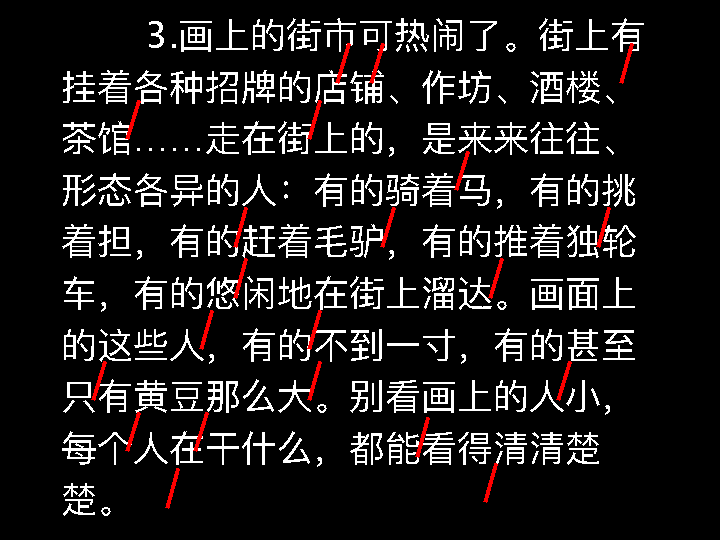 3.画上的街市可热闹了。街上有
挂着各种招牌的店铺、作坊、酒楼、
茶馆……走在街上的，是来来往往、
形态各异的人：有的骑着马，有的挑
着担，有的赶着毛驴，有的推着独轮
车，有的悠闲地在街上溜达。画面上
的这些人，有的不到一寸，有的甚至
只有黄豆那么大。别看画上的人小，
每个人在干什么，都能看得清清楚
楚。